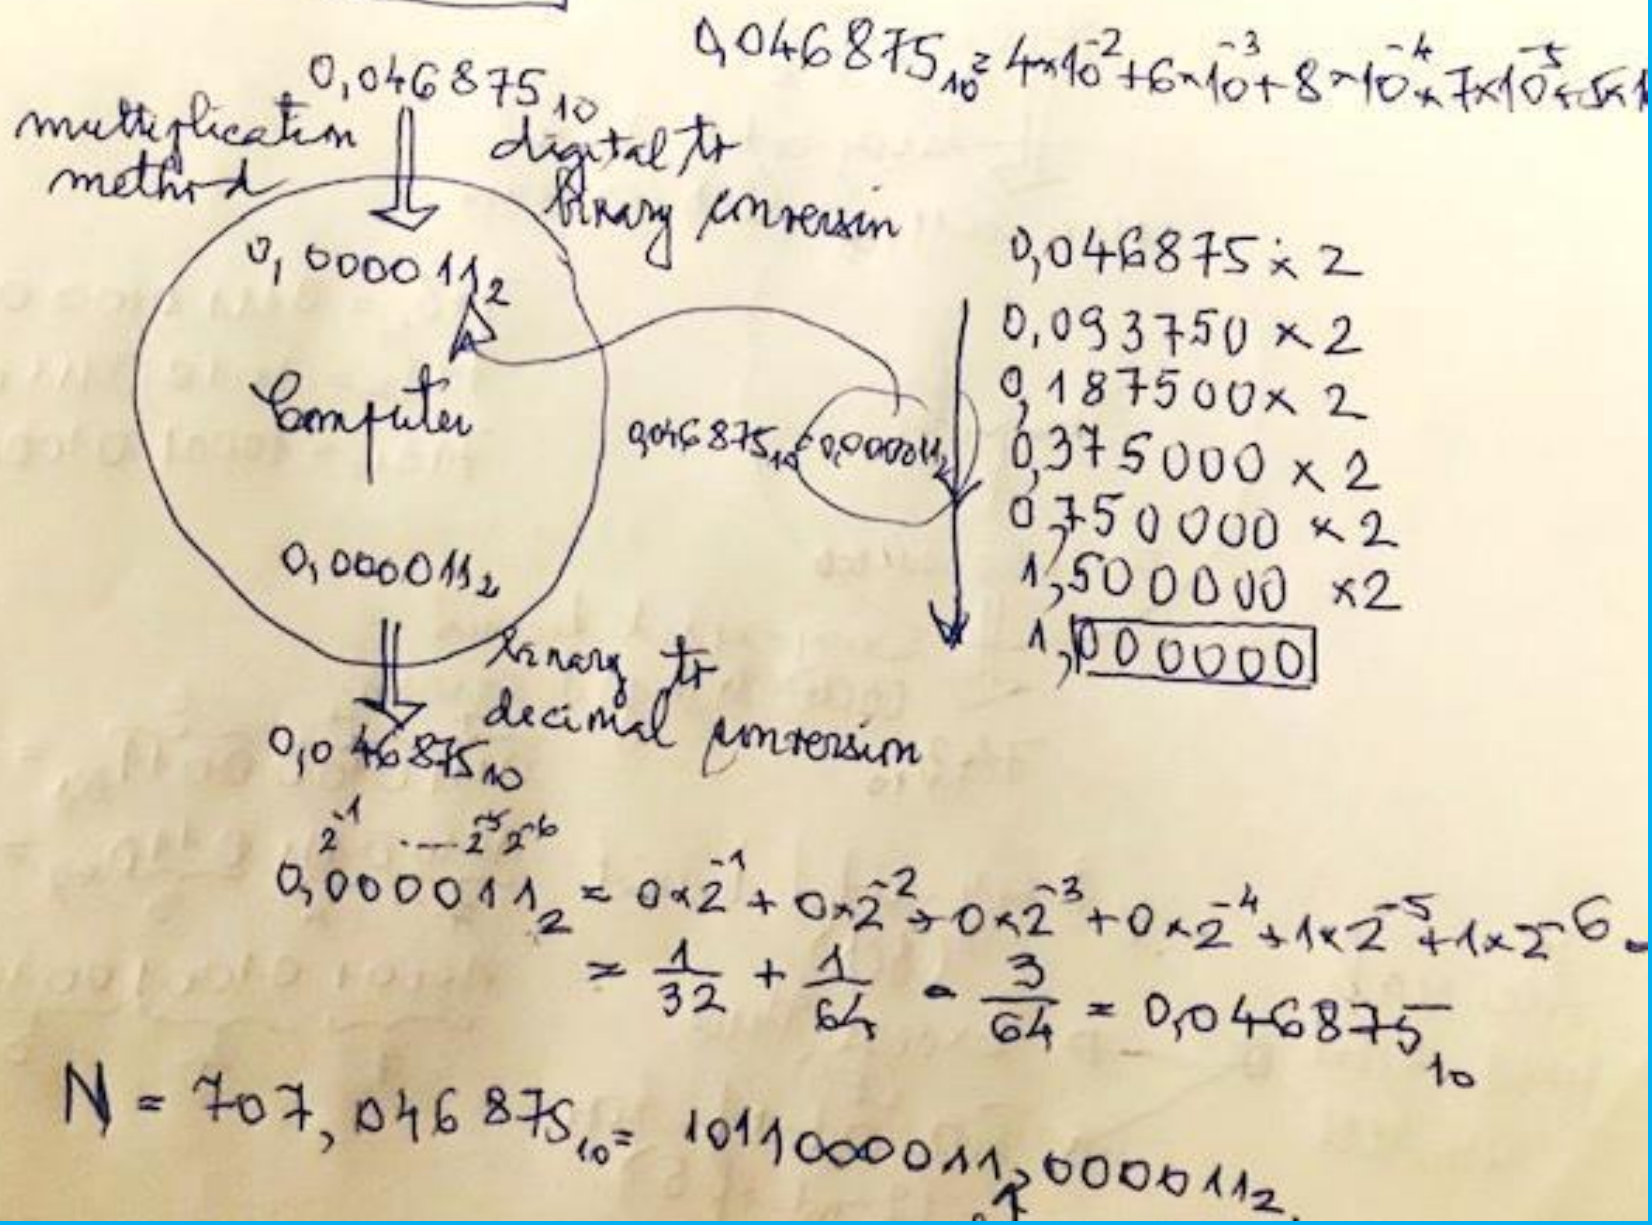 0,046875₁₀ = 4×10⁻² + 6×10⁻³ + 8×10⁻⁴ + 7×10⁻⁵ + 5×1
0,046875₁₀
multiplication method
digital to binary conversion
0,000011₂
Computer
0,000011₂
binary to decimal conversion
0,046875₁₀
0,046875₁₀ = 0,000011₂
0,046875 × 2
0,093750 × 2
0,187500 × 2
0,375000 × 2
0,750000 × 2
1,500000 × 2
1,000000
2⁻¹ ---- 2⁻⁵ 2⁻⁶
0,000011₂ = 0×2⁻¹ + 0×2⁻² + 0×2⁻³ + 0×2⁻⁴ + 1×2⁻⁵ + 1×2⁻⁶ =
= 1/32 + 1/64 = 3/64 = 0,046875₁₀
N = 707,046875₁₀ = 1011000011,000011₂